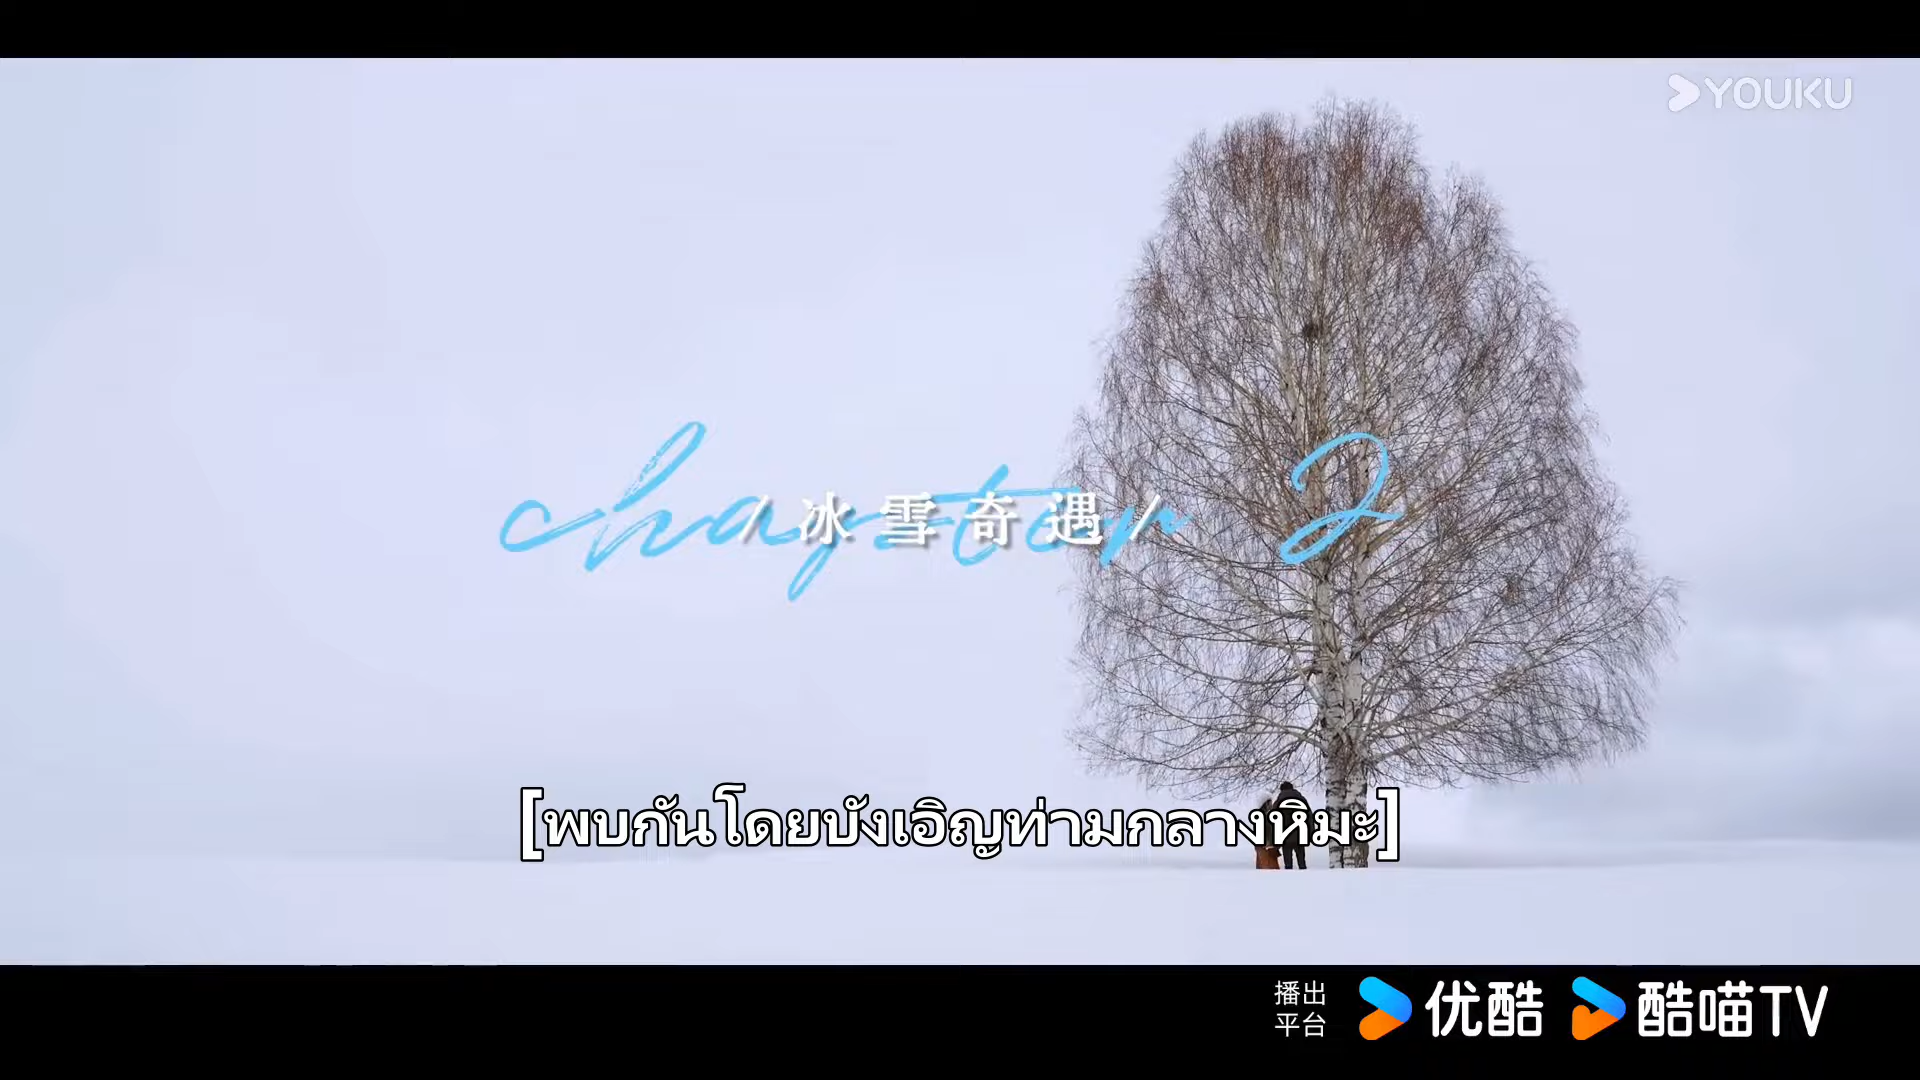 YOUKU
chapter 2
/ 冰雪奇遇 /
[พบกันโดยบังเอิญท่ามกลางหิมะ]
播出
平台
优酷
酷喵TV